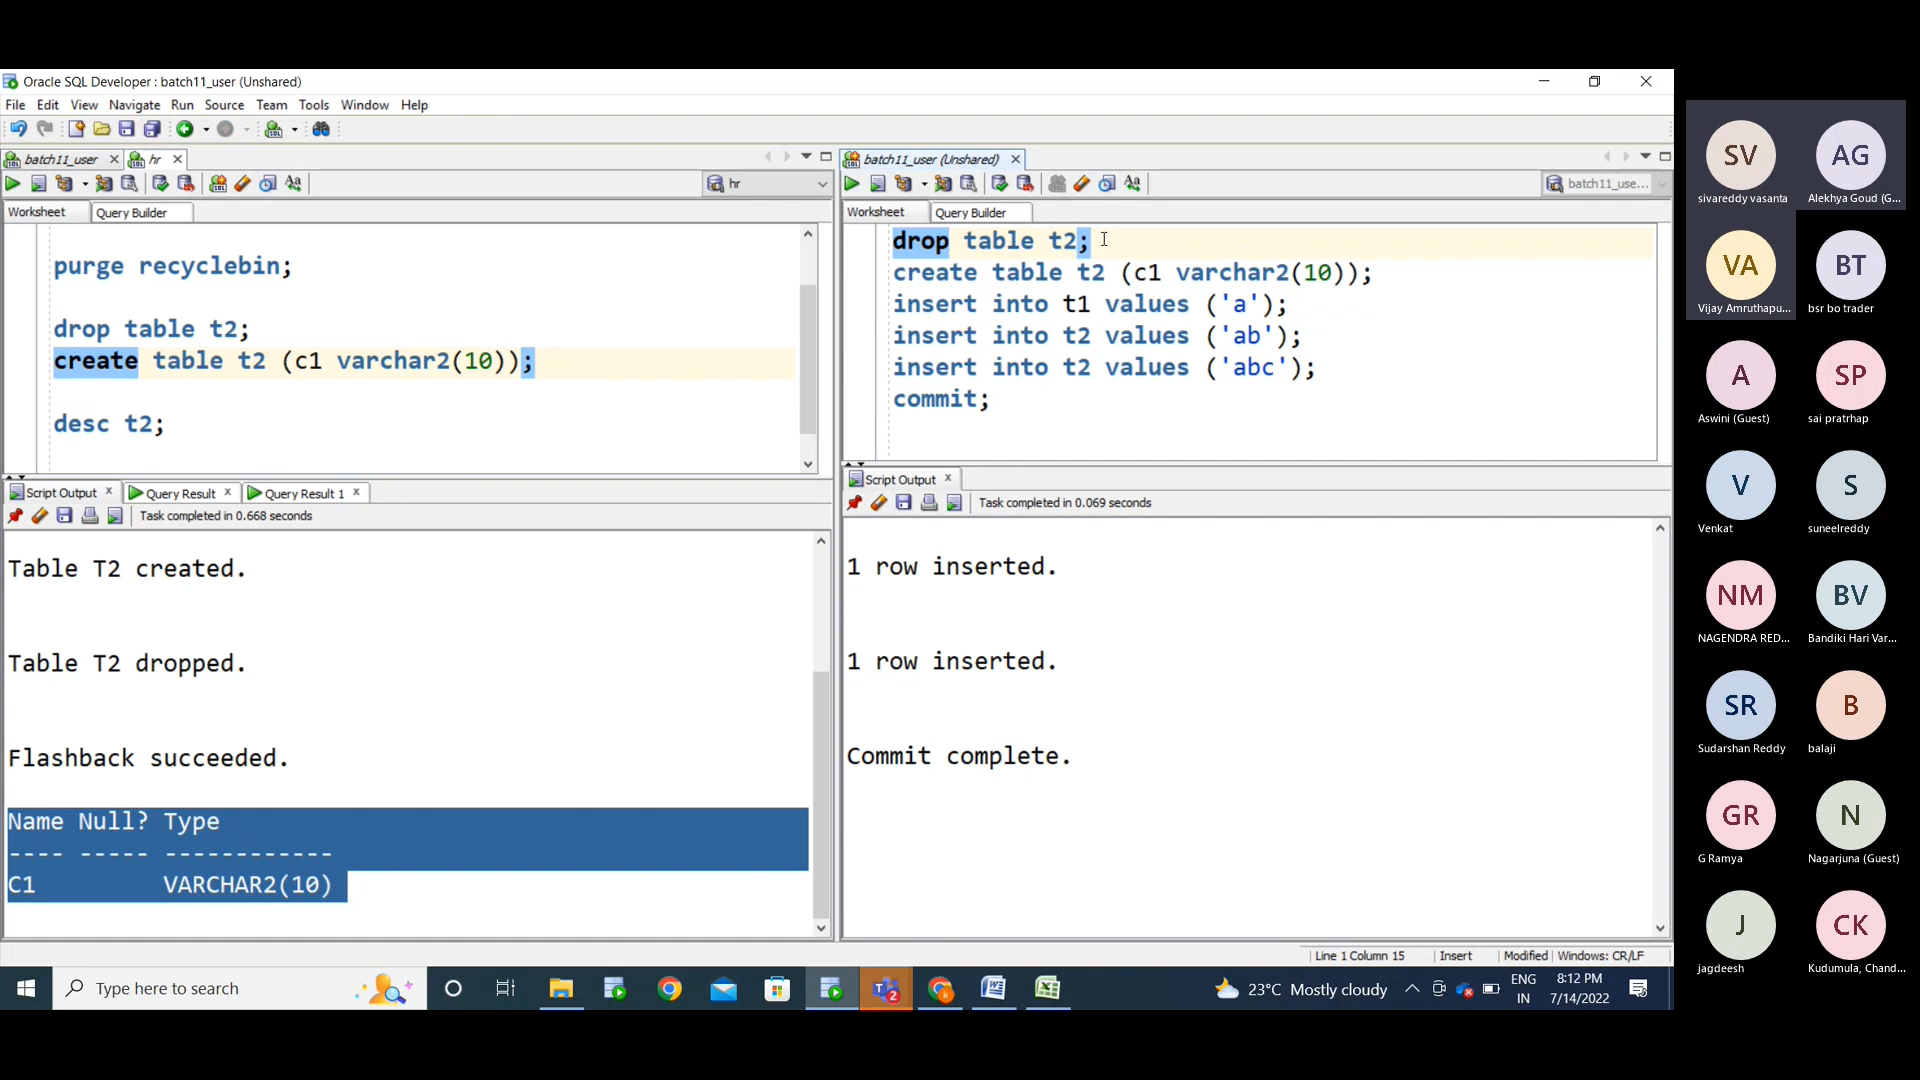 Oracle SQL Developer : batch11_user (Unshared)
File Edit View Navigate Run Source Team Tools Window Help
batch11_user
hr
hr
Worksheet Query Builder
purge recyclebin;
drop table t2;
create table t2 (c1 varchar2(10));
desc t2;
Script Output Query Result Query Result 1
Task completed in 0.668 seconds
Table T2 created.
Table T2 dropped.
Flashback succeeded.
Name Null? Type
---- ----- ------------
C1 VARCHAR2(10)
batch11_user (Unshared)
batch11_use...
Worksheet Query Builder
drop table t2;
create table t2 (c1 varchar2(10));
insert into t1 values ('a');
insert into t2 values ('ab');
insert into t2 values ('abc');
commit;
Script Output
Task completed in 0.069 seconds
1 row inserted.
1 row inserted.
Commit complete.
Line 1 Column 15 Insert Modified Windows: CR/LF
Type here to search
2
23°C Mostly cloudy
ENG
IN
8:12 PM
7/14/2022
SV
sivareddy vasanta
AG
Alekhya Goud (G...
VA
Vijay Amruthapu...
BT
bsr bo trader
A
Aswini (Guest)
SP
sai pratrhap
V
Venkat
S
suneelreddy
NM
NAGENDRA RED...
BV
Bandiki Hari Var...
SR
Sudarshan Reddy
B
balaji
GR
G Ramya
N
Nagarjuna (Guest)
J
jagdeesh
CK
Kudumula, Chand...